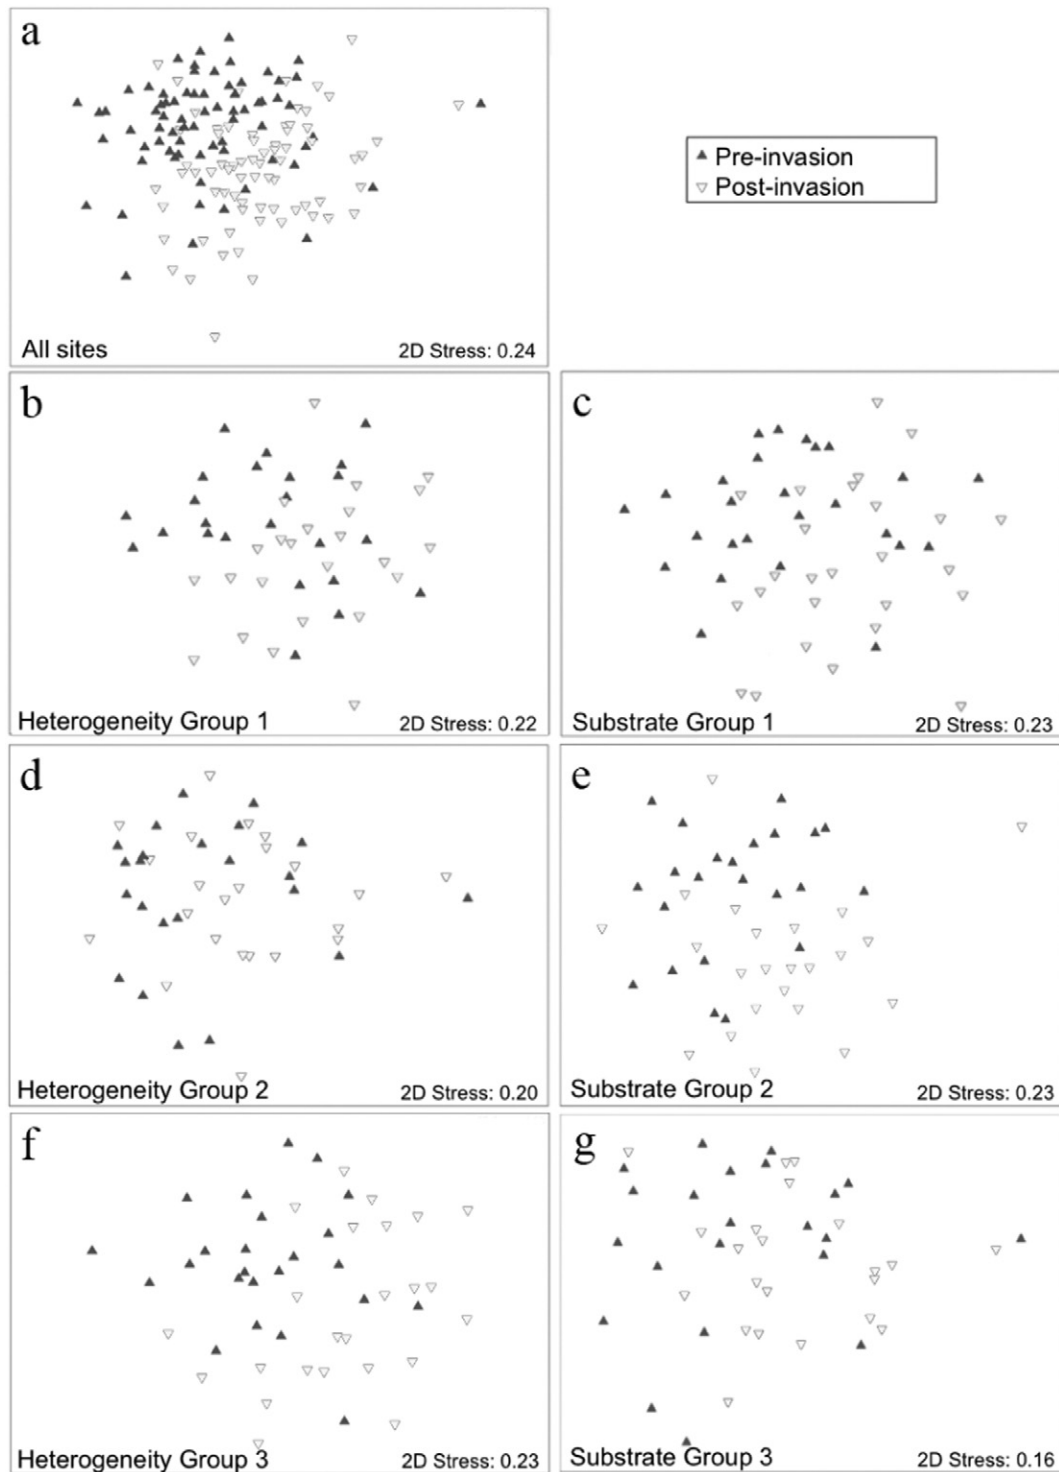 a
Pre-invasion
Post-invasion
All sites
2D Stress: 0.24
b
Heterogeneity Group 1
2D Stress: 0.22
c
Substrate Group 1
2D Stress: 0.23
d
Heterogeneity Group 2
2D Stress: 0.20
e
Substrate Group 2
2D Stress: 0.23
f
Heterogeneity Group 3
2D Stress: 0.23
g
Substrate Group 3
2D Stress: 0.16